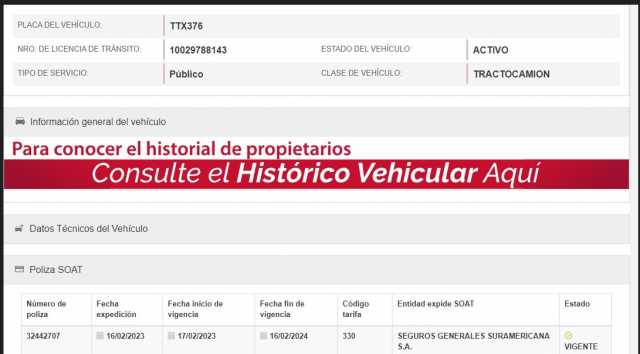 PLACA DEL VEHÍCULO: TTX376
NRO. DE LICENCIA DE TRÁNSITO: 10029788143 ESTADO DEL VEHÍCULO: ACTIVO
TIPO DE SERVICIO: Público CLASE DE VEHÍCULO: TRACTOCAMION
Información general del vehículo
Para conocer el historial de propietarios
Consulte el Histórico Vehicular Aquí
Datos Técnicos del Vehículo
Poliza SOAT
Número de poliza Fecha expedición Fecha inicio de vigencia Fecha fin de vigencia Código tarifa Entidad expide SOAT Estado
32442707 16/02/2023 17/02/2023 16/02/2024 330 SEGUROS GENERALES SURAMERICANA S.A. VIGENTE